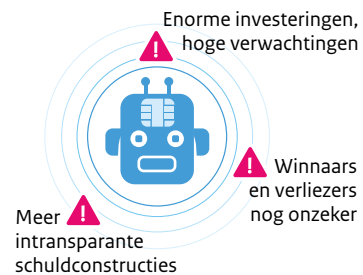 Enorme investeringen,
hoge verwachtingen
Winnaars
en verliezers
nog onzeker
Meer
intransparante
schuldconstructies